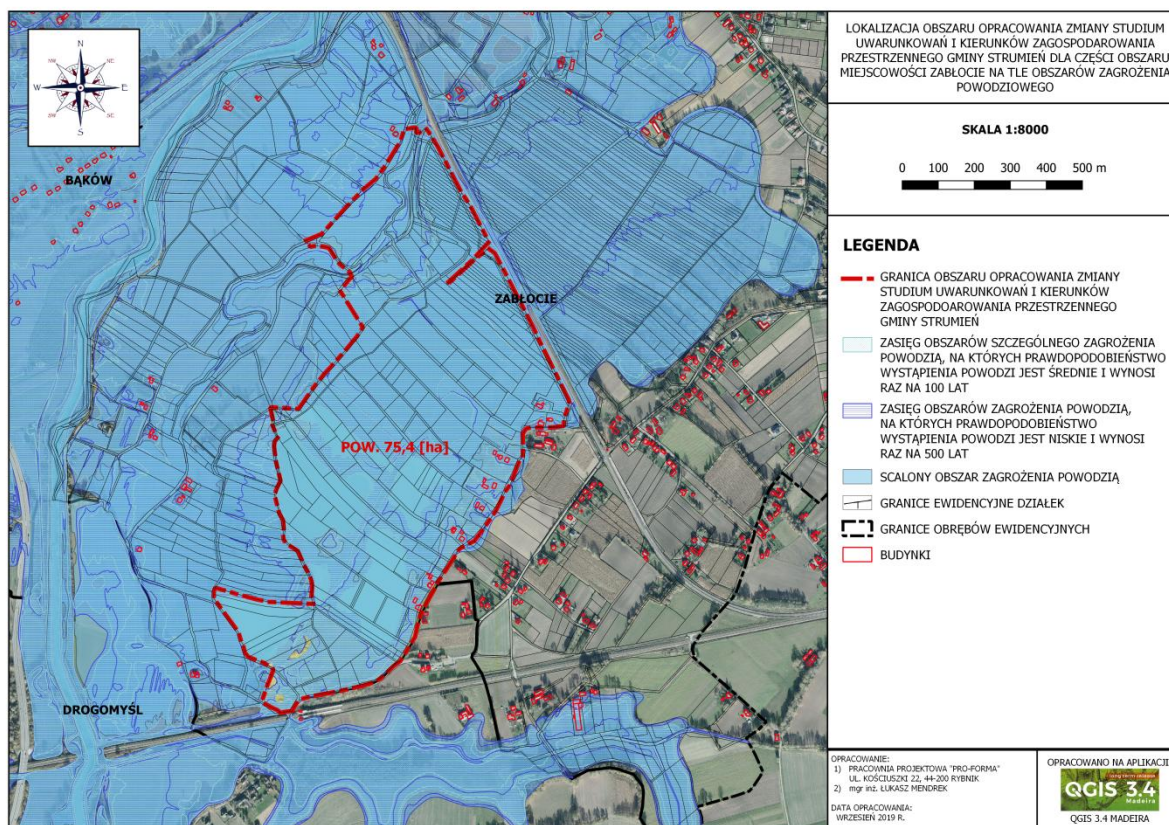 LOKALIZACJA OBSZARU OPRACOWANIA ZMIANY STUDIUM
UWARUNKOWAŃ I KIERUNKÓW ZAGOSPODAROWANIA
PRZESTRZENNEGO GMINY STRUMIEŃ DLA CZĘŚCI OBSZARU
MIEJSCOWOŚCI ZABŁOCIE NA TLE OBSZARÓW ZAGROŻENIA
POWODZIOWEGO
SKALA 1:8000
0 100 200 300 400 500 m
LEGENDA
GRANICA OBSZARU OPRACOWANIA ZMIANY
STUDIUM UWARUNKOWAŃ I KIERUNKÓW
ZAGOSPODOAROWANIA PRZESTRZENNEGO
GMINY STRUMIEŃ
ZASIĘG OBSZARÓW SZCZEGÓLNEGO ZAGROŻENIA
POWODZIĄ, NA KTÓRYCH PRAWDOPODOBIEŃSTWO
WYSTĄPIENIA POWODZI JEST ŚREDNIE I WYNOSI
RAZ NA 100 LAT
ZASIĘG OBSZARÓW ZAGROŻENIA POWODZIĄ,
NA KTÓRYCH PRAWDOPODOBIEŃSTWO
WYSTĄPIENIA POWODZI JEST NISKIE I WYNOSI
RAZ NA 500 LAT
SCALONY OBSZAR ZAGROŻENIA POWODZIĄ
GRANICE EWIDENCYJNE DZIAŁEK
GRANICE OBRĘBÓW EWIDENCYJNYCH
BUDYNKI
N
NW
NE
W
E
SW
SE
S
BĄKÓW
ZABŁOCIE
POW. 75,4 [ha]
DROGOMYŚL
OPRACOWANIE:
1) PRACOWNIA PROJEKTOWA "PRO-FORMA"
UL. KOŚCIUSZKI 22, 44-200 RYBNIK
2) mgr inż. ŁUKASZ MENDREK
DATA OPRACOWANIA:
WRZESIEŃ 2019 R.
OPRACOWANO NA APLIKACJI
QGIS 3.4
Madeira
QGIS 3.4 MADEIRA